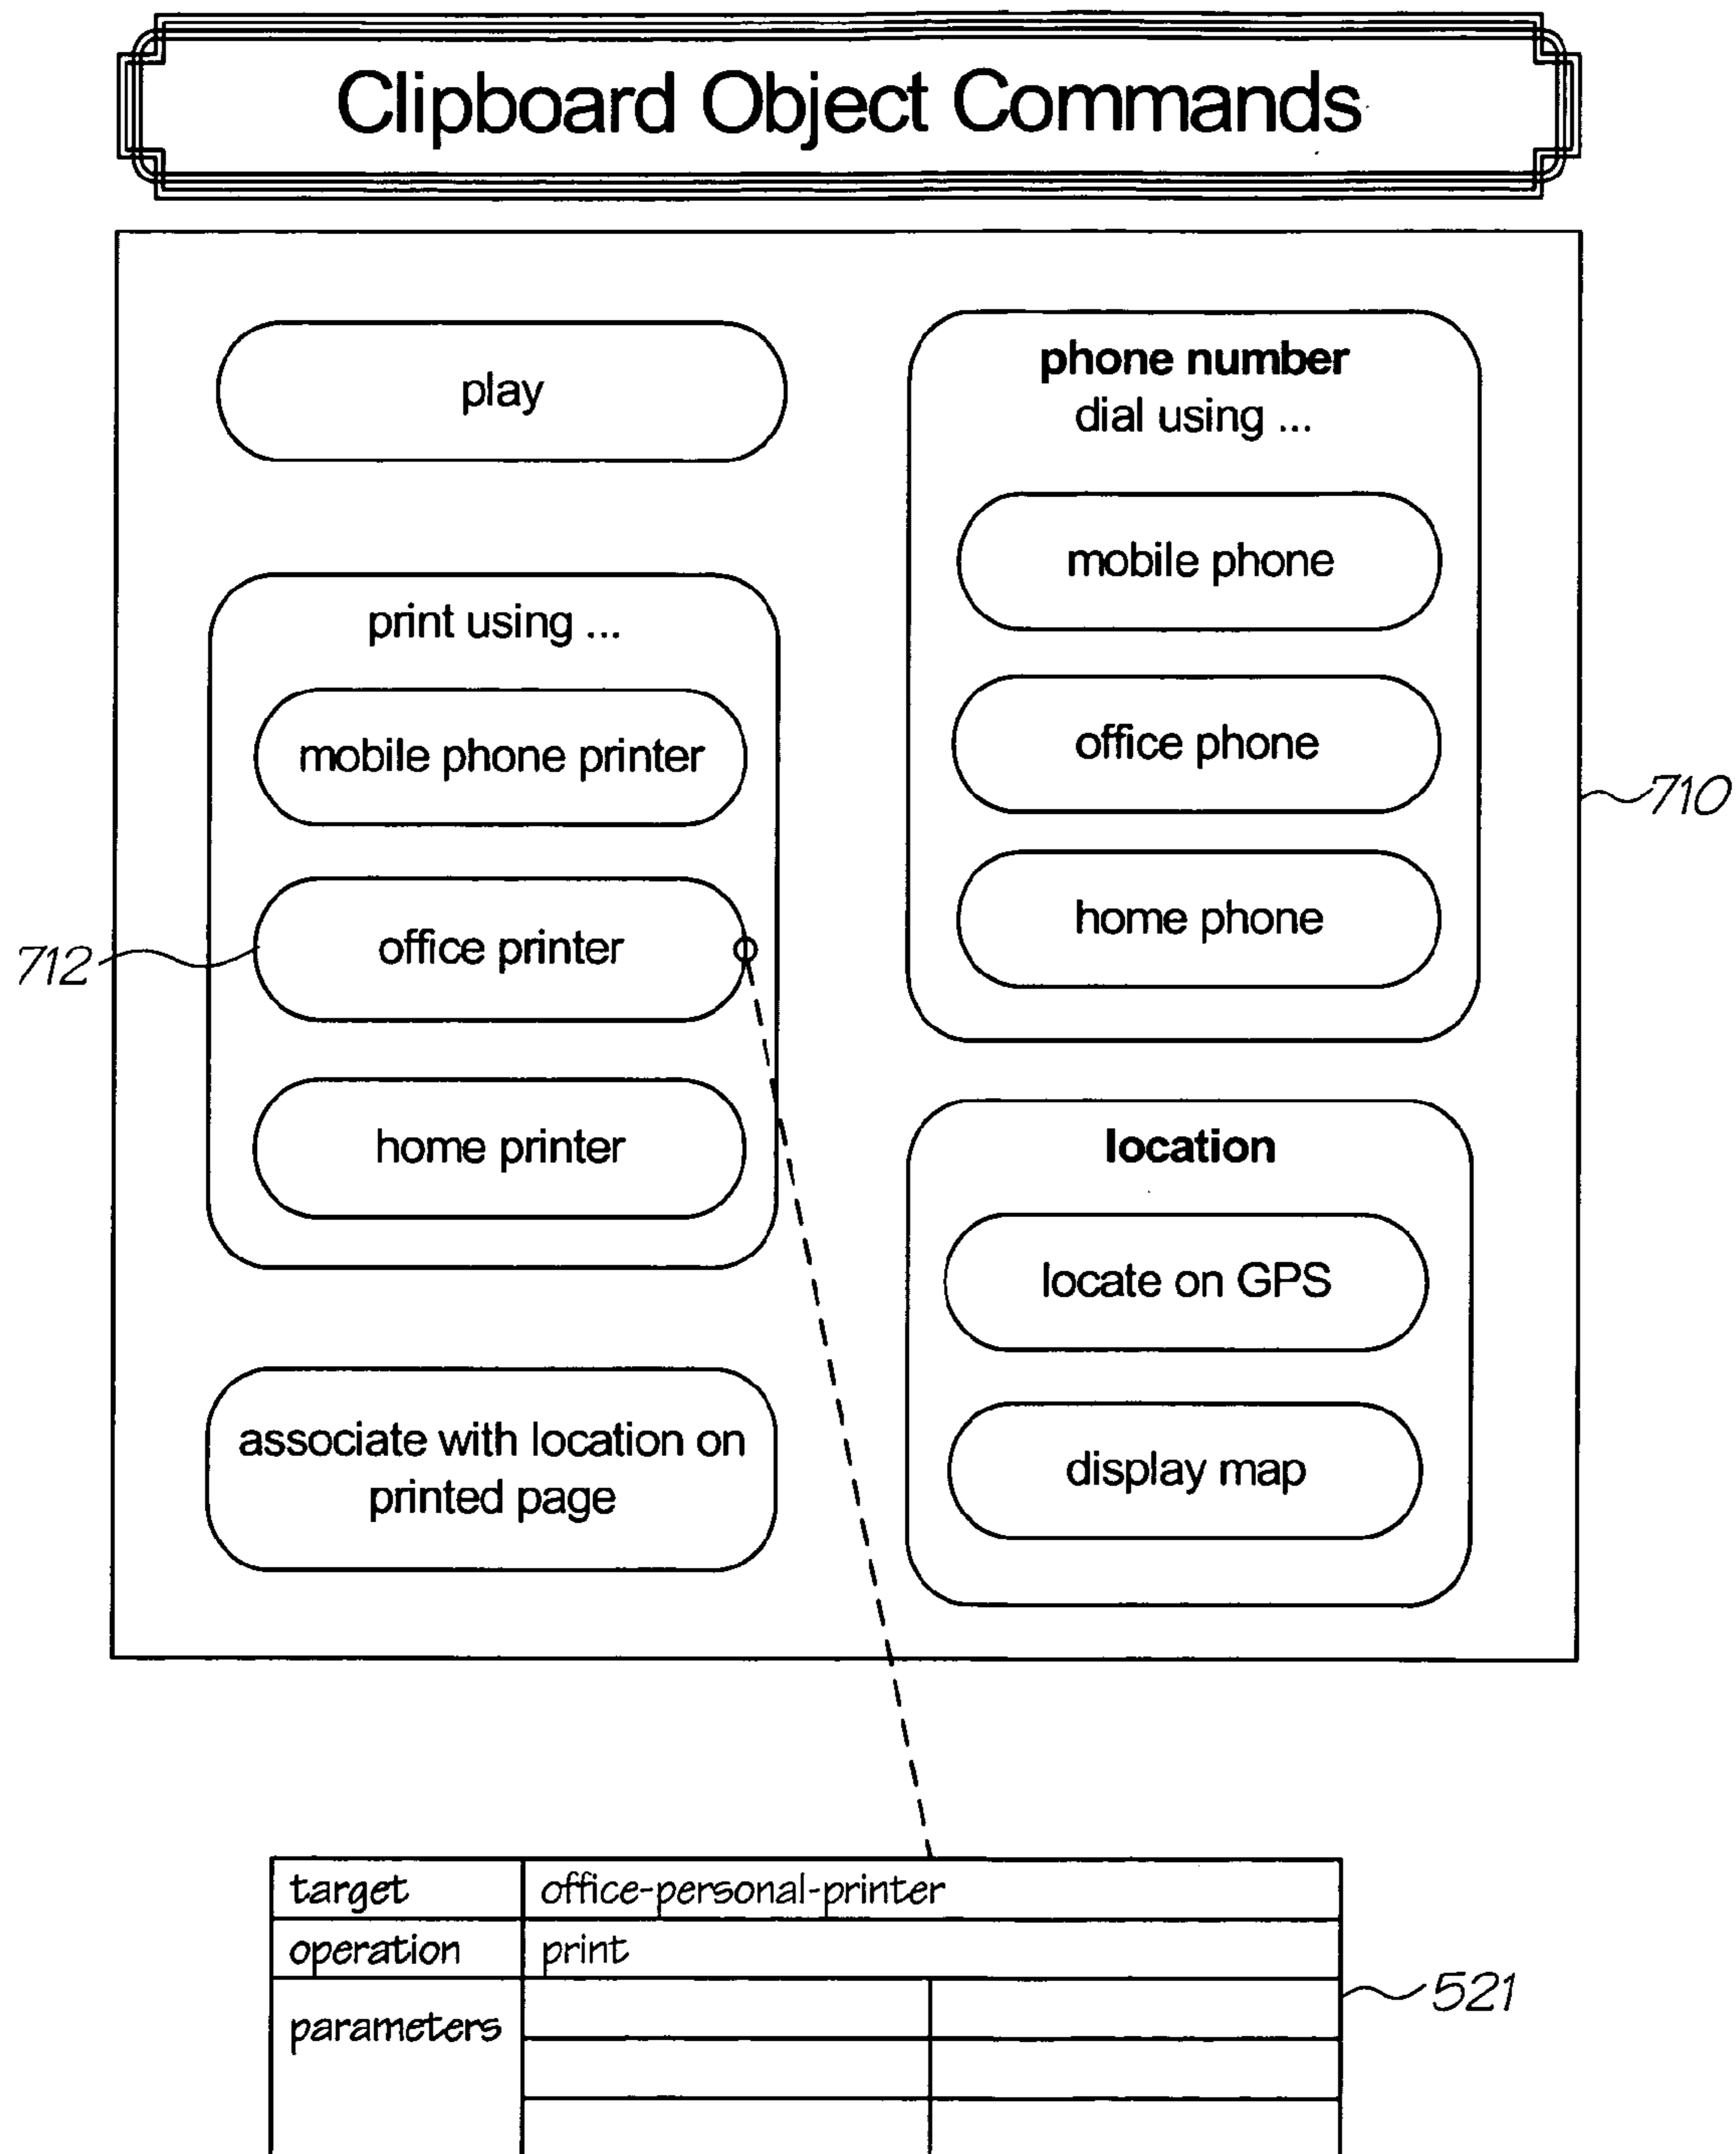 Clipboard Object Commands
play
print using ...
mobile phone printer
712
office printer
home printer
associate with location on
printed page
phone number
dial using ...
mobile phone
office phone
home phone
710
location
locate on GPS
display map
target office-personal-printer
operation print
parameters
521